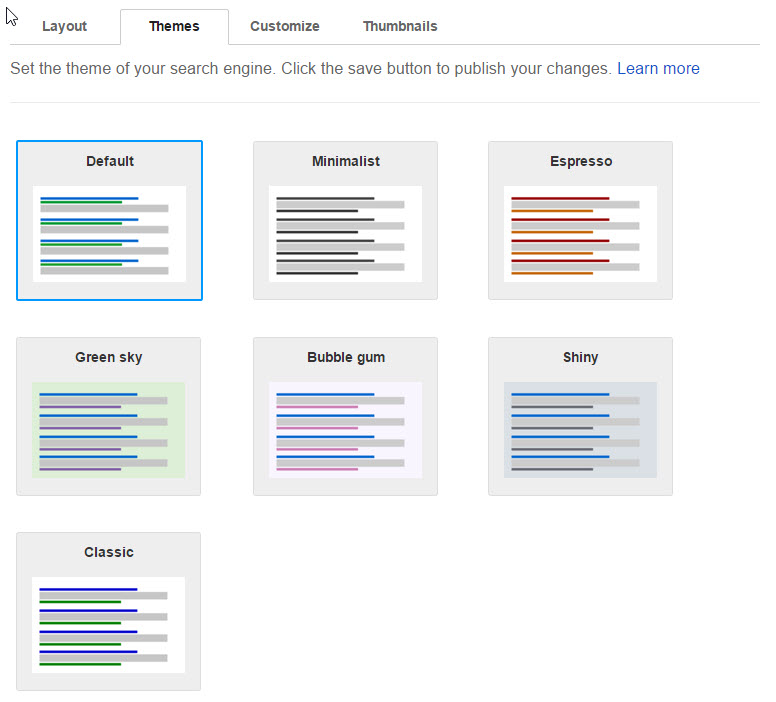 Layout Themes Customize Thumbnails
Set the theme of your search engine. Click the save button to publish your changes. Learn more
Default Minimalist Espresso
Green sky Bubble gum Shiny
Classic